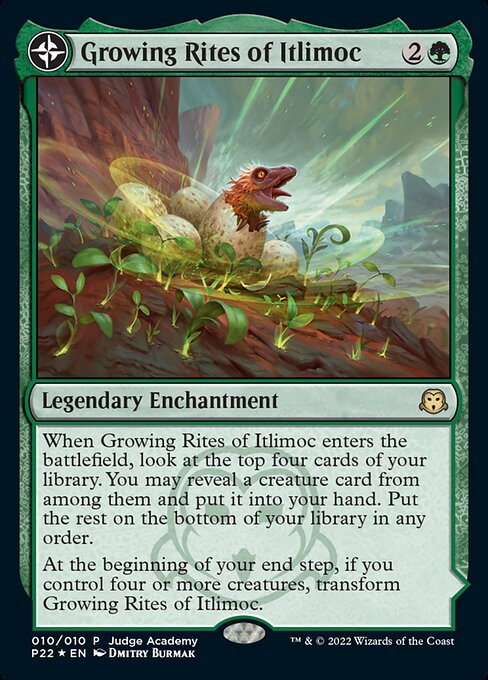 Growing Rites of Itlimoc 2
Legendary Enchantment
When Growing Rites of Itlimoc enters the
battlefield, look at the top four cards of your
library. You may reveal a creature card from
among them and put it into your hand. Put
the rest on the bottom of your library in any
order.
At the beginning of your end step, if you
control four or more creatures, transform
Growing Rites of Itlimoc.
010/010 P Judge Academy
P22 ★ EN Dmitry Burmak
™ & © 2022 Wizards of the Coast